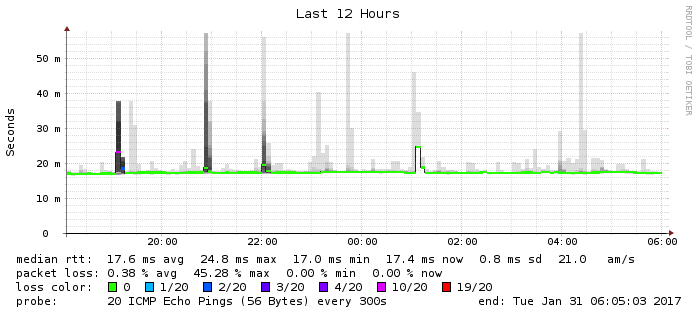 Last 12 Hours
RRDTOOL / TOBI OETIKER
Seconds
50 m
40 m
30 m
20 m
10 m
0
20:00 22:00 00:00 02:00 04:00 06:00
median rtt: 17.6 ms avg 24.8 ms max 17.0 ms min 17.4 ms now 0.8 ms sd 21.0 am/s
packet loss: 0.38 % avg 45.28 % max 0.00 % min 0.00 % now
loss color: 0 1/20 2/20 3/20 4/20 10/20 19/20
probe: 20 ICMP Echo Pings (56 Bytes) every 300s end: Tue Jan 31 06:05:03 2017